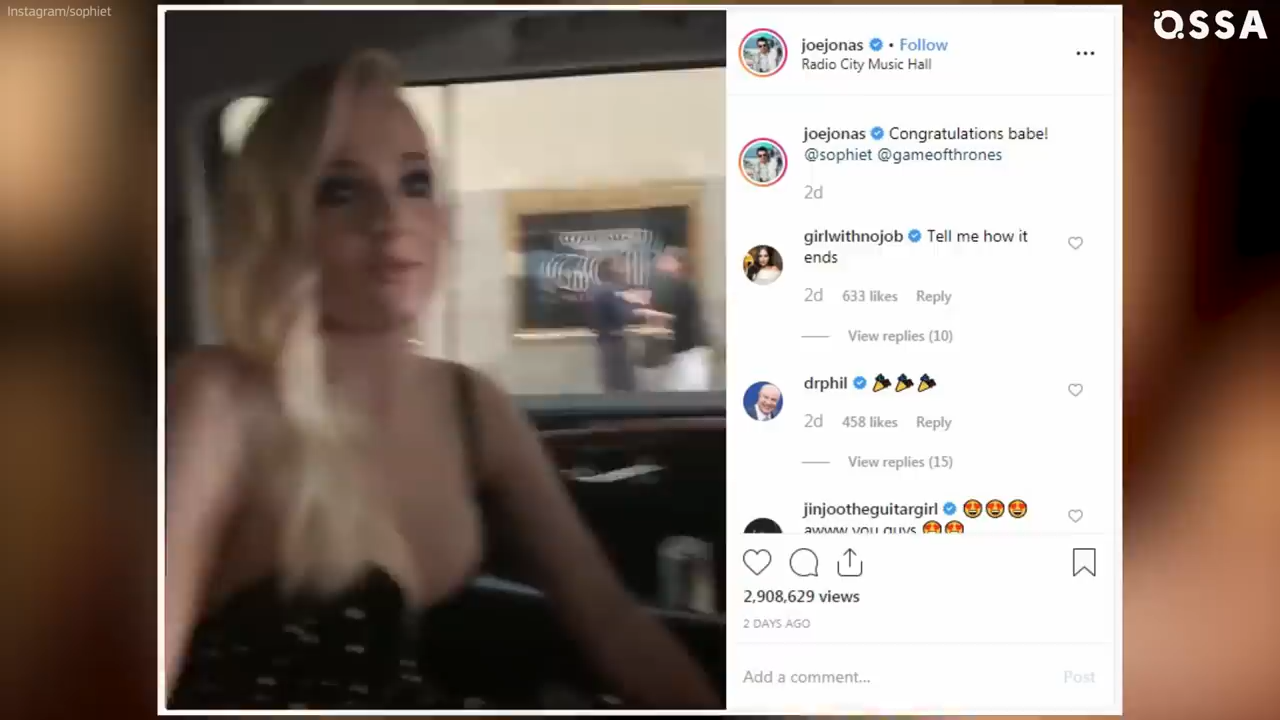 Instagram/sophiet
OSSA
joejonas • Follow
Radio City Music Hall
joejonas Congratulations babe!
@sophiet @gameofthrones
2d
girlwithnojob Tell me how it
ends
2d 633 likes Reply
View replies (10)
drphil
2d 458 likes Reply
View replies (15)
jinjootheguitargirl
awww you guys
2,908,629 views
2 DAYS AGO
Add a comment... Post